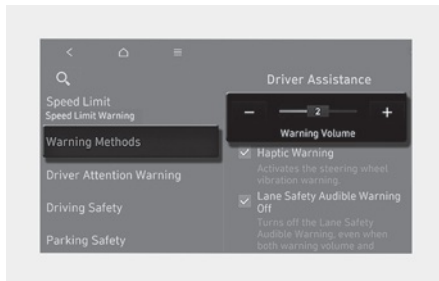 Driver Assistance
Speed Limit
Speed Limit Warning
Warning Methods
Driver Attention Warning
Driving Safety
Parking Safety
− 2 +
Warning Volume
Haptic Warning
Activates the steering wheel
vibration warning.
Lane Safety Audible Warning
Off
Turns off the Lane Safety
Audible Warning, even when
both warning volume and